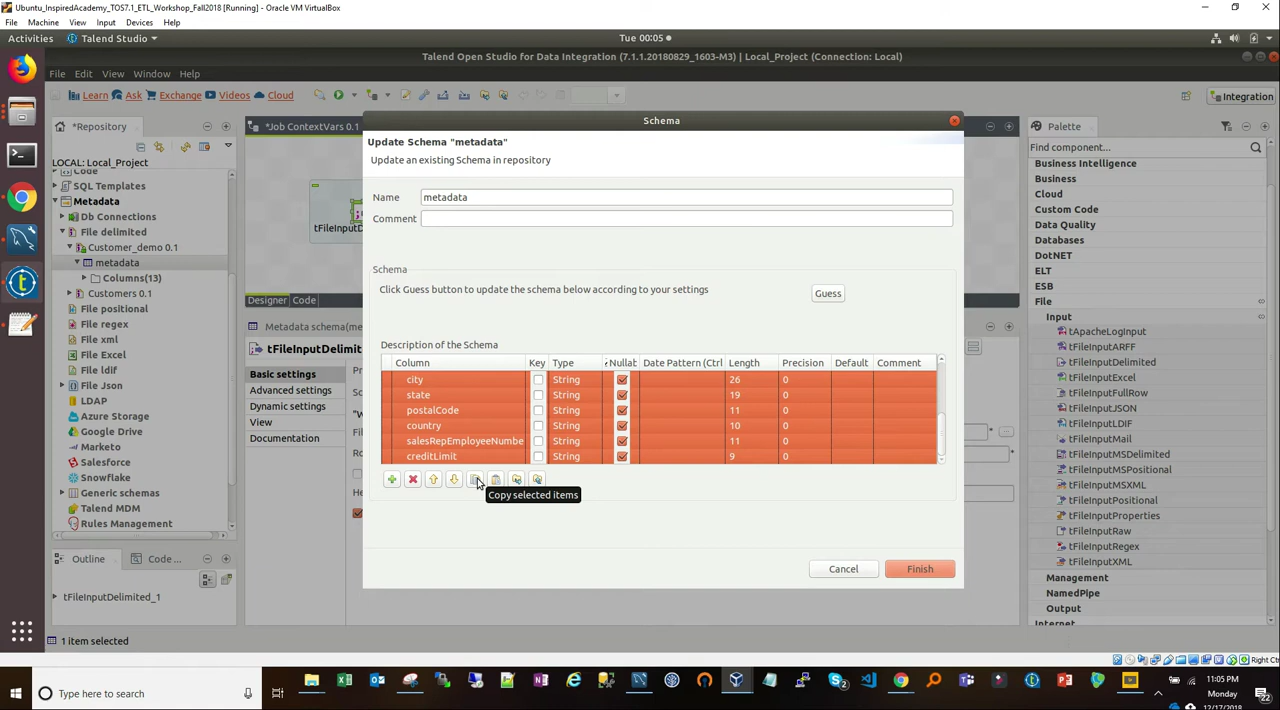 Ubuntu_InspiredAcademy_TOS7.1_ETL_Workshop_Fall2018 [Running] - Oracle VM VirtualBox
File Machine View Input Devices Help
Activities Talend Studio Tue 00:05
Talend Open Studio for Data Integration (7.1.1.20180829_1603-M3) | Local_Project (Connection: Local)
File Edit View Window Help
Learn Ask Exchange Videos Cloud Integration
*Repository
LOCAL: Local_Project
Code
SQL Templates
Metadata
Db Connections
File delimited
Customer_demo 0.1
metadata
Columns(13)
Customers 0.1
File positional
File regex
File xml
File Excel
File ldif
File Json
LDAP
Azure Storage
Google Drive
Marketo
Salesforce
Snowflake
Generic schemas
Talend MDM
Rules Management
Outline Code...
tFileInputDelimited_1
1 item selected
*Job ContextVars 0.1
tFileInputD
Designer Code
Metadata schema(me
tFileInputDelimit
Basic settings
Advanced settings
Dynamic settings
View
Documentation
Schema
Update Schema "metadata"
Update an existing Schema in repository
Name metadata
Comment
Schema
Click Guess button to update the schema below according to your settings Guess
Description of the Schema
Column Key Type Nullat Date Pattern (Ctrl Length Precision Default Comment
city String 26 0
state String 19 0
postalCode String 11 0
country String 10 0
salesRepEmployeeNumbe String 11 0
creditLimit String 9 0
Copy selected items
Cancel Finish
Palette
Find component...
Business Intelligence
Business
Cloud
Custom Code
Data Quality
Databases
DotNET
ELT
ESB
File
Input
tApacheLogInput
tFileInputARFF
tFileInputDelimited
tFileInputExcel
tFileInputFullRow
tFileInputJSON
tFileInputLDIF
tFileInputMail
tFileInputMSDelimited
tFileInputMSPositional
tFileInputMSXML
tFileInputPositional
tFileInputProperties
tFileInputRaw
tFileInputRegex
tFileInputXML
Management
NamedPipe
Output
Internet
Right Ct
Type here to search
11:05 PM
Monday
12/17/2018